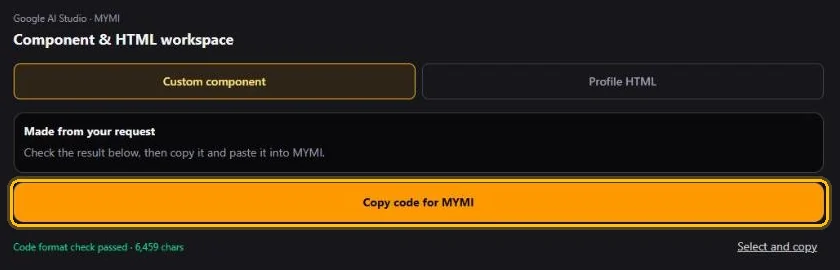 Google AI Studio · MYMI
Component & HTML workspace
Custom component
Profile HTML
Made from your request
Check the result below, then copy it and paste it into MYMI.
Copy code for MYMI
Code format check passed · 6,459 chars
Select and copy